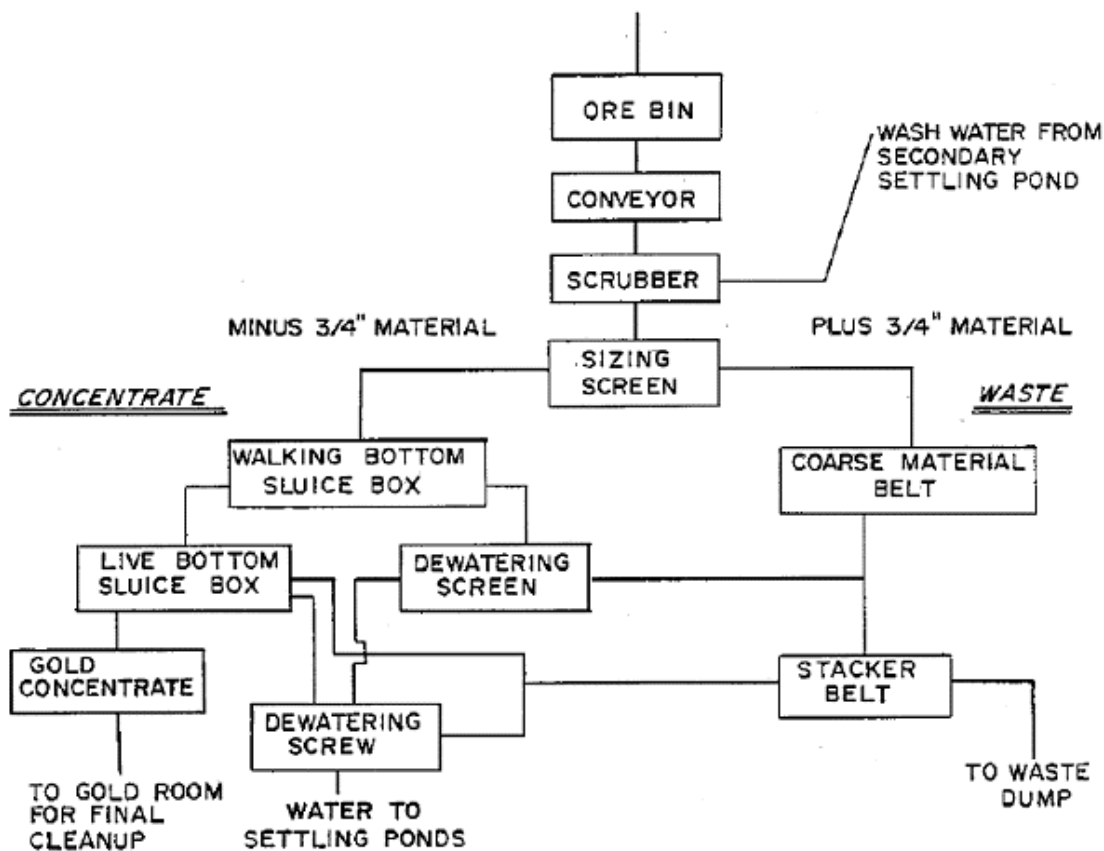 ORE BIN
WASH WATER FROM
SECONDARY
SETTLING POND
CONVEYOR
SCRUBBER
MINUS 3/4" MATERIAL
PLUS 3/4" MATERIAL
SIZING
SCREEN
CONCENTRATE
WASTE
WALKING BOTTOM
SLUICE BOX
COARSE MATERIAL
BELT
LIVE BOTTOM
SLUICE BOX
DEWATERING
SCREEN
GOLD
CONCENTRATE
STACKER
BELT
DEWATERING
SCREW
TO GOLD ROOM
FOR FINAL
CLEANUP
WATER TO
SETTLING PONDS
TO WASTE
DUMP